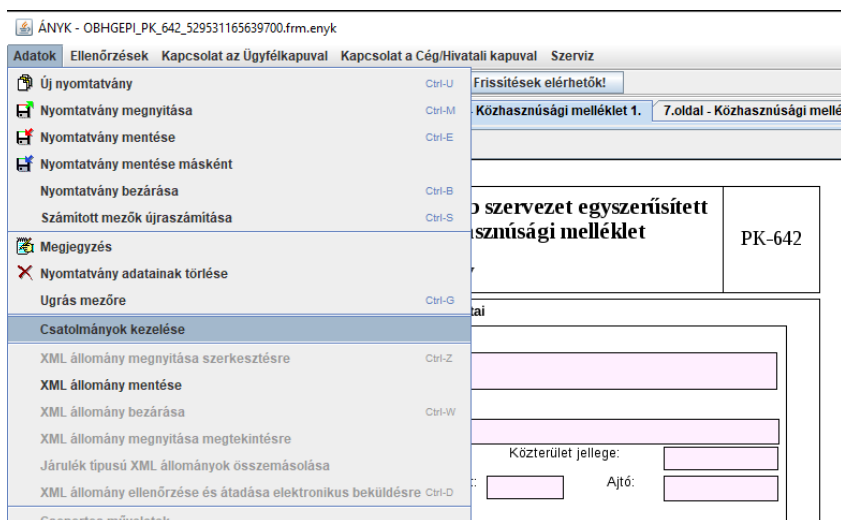 ÁNYK - OBHGEPI_PK_642_529531165639700.frm.enyk
Adatok Ellenőrzések Kapcsolat az Ügyfélkapuval Kapcsolat a Cég/Hivatali kapuval Szerviz
Új nyomtatvány Ctrl-U
Frissítések elérhetők!
Nyomtatvány megnyitása Ctrl-M
- Közhasznúsági melléklet 1. 7.oldal - Közhasznúsági mellé
Nyomtatvány mentése Ctrl-E
Nyomtatvány mentése másként
Nyomtatvány bezárása Ctrl-B
Számított mezők újraszámítása Ctrl-S
szervezet egyszerűsített
sznúsági melléklet
PK-642
Megjegyzés
Nyomtatvány adatainak törlése
Ugrás mezőre Ctrl-G
tai
Csatolmányok kezelése
XML állomány megnyitása szerkesztésre Ctrl-Z
XML állomány mentése
XML állomány bezárása Ctrl-W
XML állomány megnyitása megtekintésre
Közterület jellege:
Járulék típusú XML állományok összemásolása
XML állomány ellenőrzése és átadása elektronikus beküldésre Ctrl-D
Ajtó: